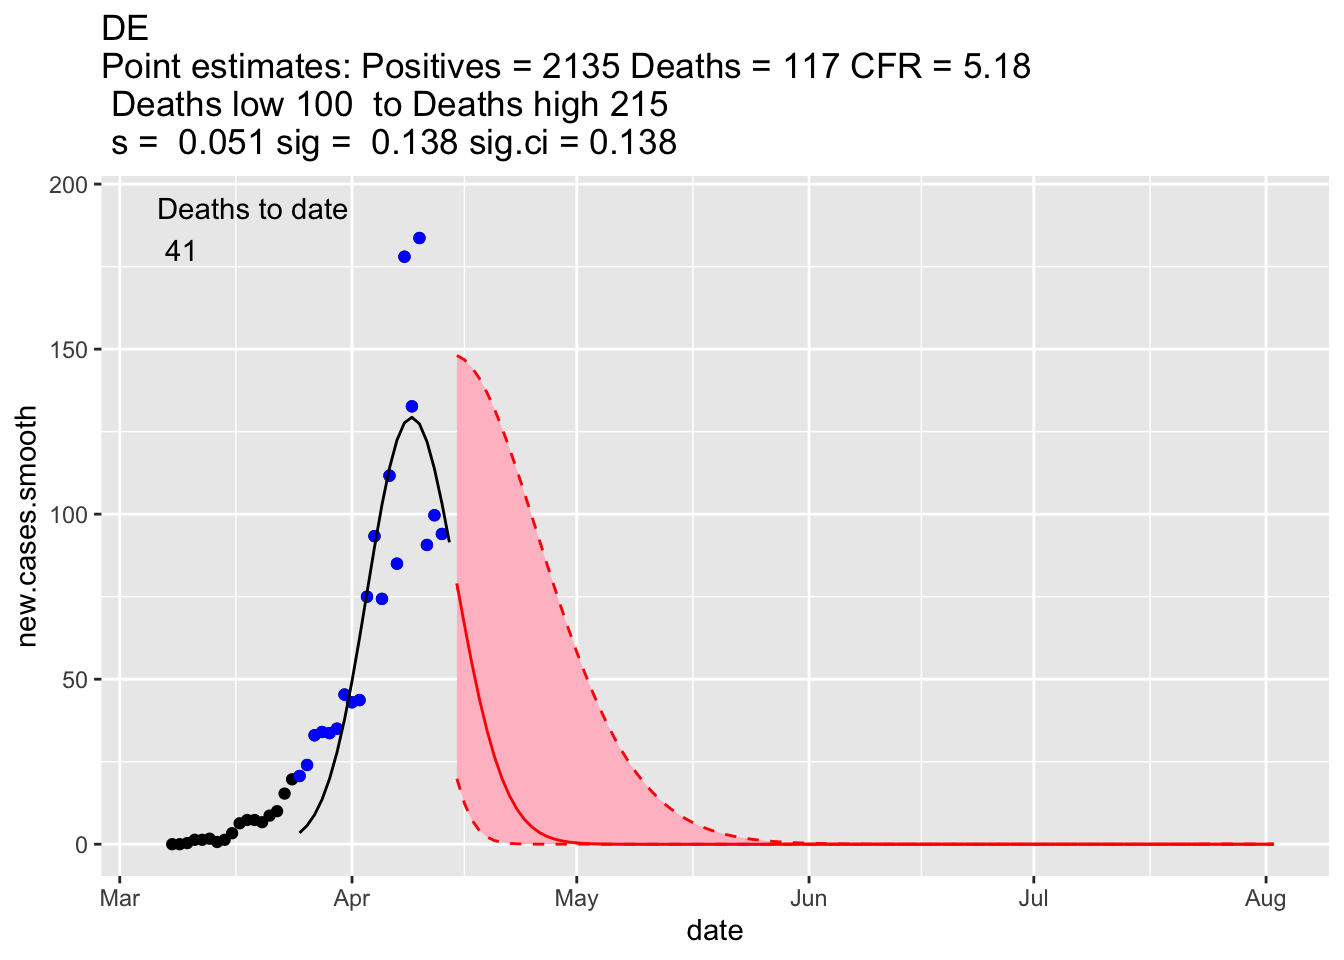 DE
Point estimates: Positives = 2135 Deaths = 117 CFR = 5.18
Deaths low 100  to Deaths high 215
s =  0.051 sig =  0.138 sig.ci = 0.138
200
Deaths to date
41
150
100
50
0
new.cases.smooth
Mar Apr May Jun Jul Aug
date